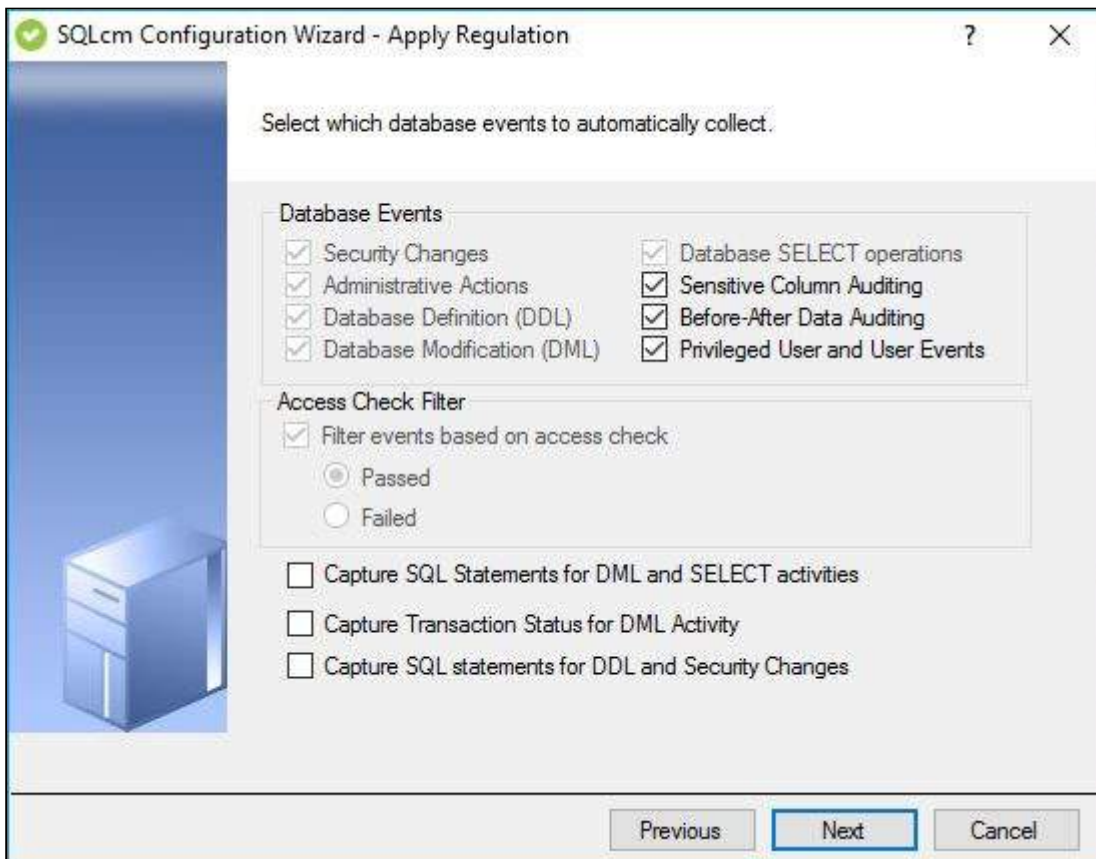 SQLcm Configuration Wizard - Apply Regulation
?
Select which database events to automatically collect.
Database Events
Security Changes
Database SELECT operations
Administrative Actions
Sensitive Column Auditing
Database Definition (DDL)
Before-After Data Auditing
Database Modification (DML)
Privileged User and User Events
Access Check Filter
Filter events based on access check
Passed
Failed
Capture SQL Statements for DML and SELECT activities
Capture Transaction Status for DML Activity
Capture SQL statements for DDL and Security Changes
Previous
Next
Cancel